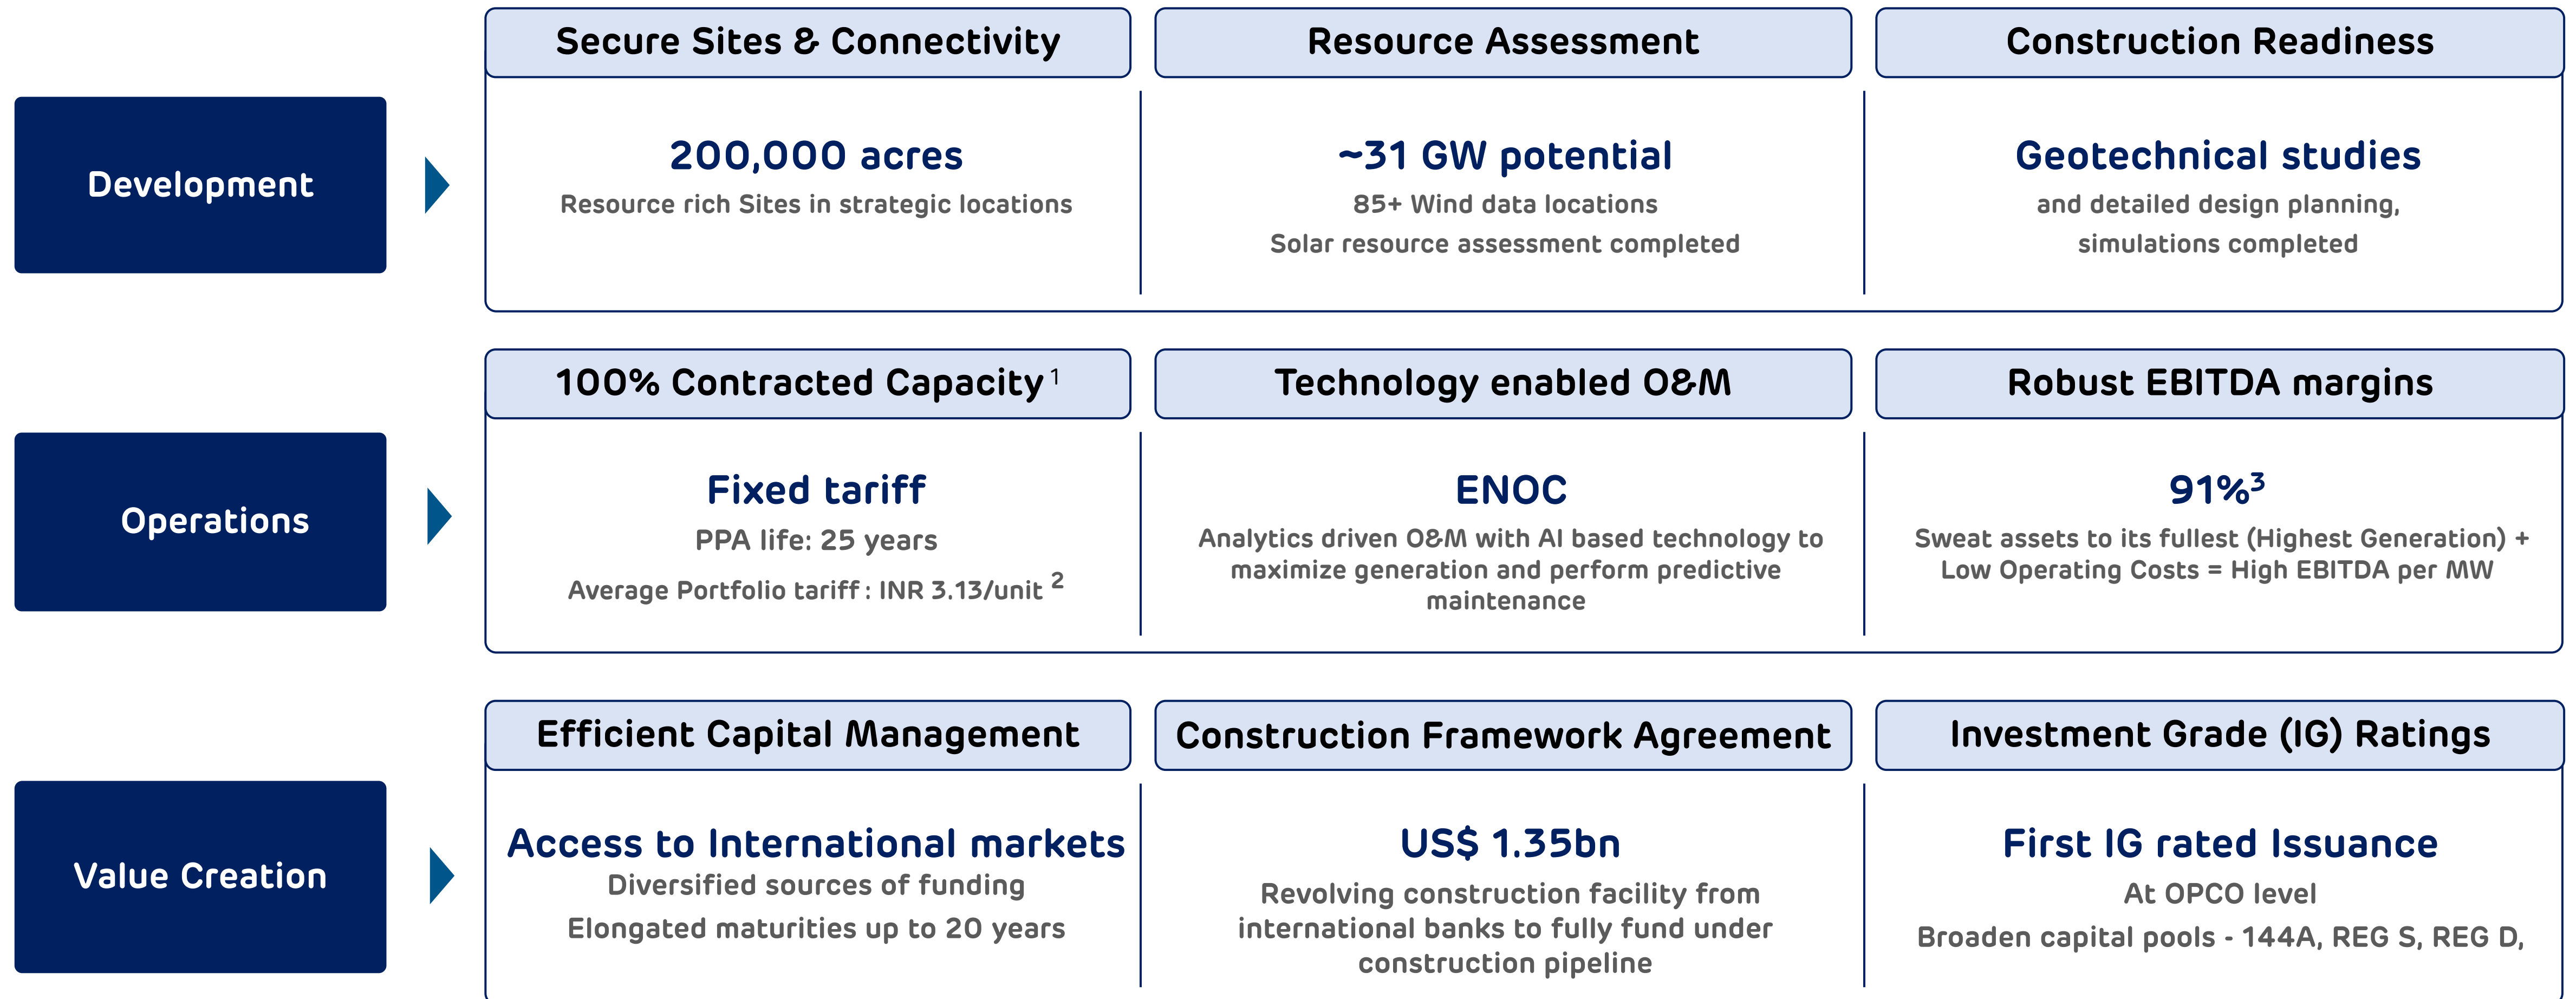 Secure Sites & Connectivity
Resource Assessment
Construction Readiness
Development
200,000 acres
Resource rich Sites in strategic locations
~31 GW potential
85+ Wind data locations
Solar resource assessment completed
Geotechnical studies
and detailed design planning,
simulations completed
100% Contracted Capacity 1
Technology enabled O&M
Robust EBITDA margins
Operations
Fixed tariff
PPA life: 25 years
Average Portfolio tariff : INR 3.13/unit 2
ENOC
Analytics driven O&M with AI based technology to
maximize generation and perform predictive
maintenance
91%3
Sweat assets to its fullest (Highest Generation) +
Low Operating Costs = High EBITDA per MW
Efficient Capital Management
Construction Framework Agreement
Investment Grade (IG) Ratings
Value Creation
Access to International markets
Diversified sources of funding
Elongated maturities up to 20 years
US$ 1.35bn
Revolving construction facility from
international banks to fully fund under
construction pipeline
First IG rated Issuance
At OPCO level
Broaden capital pools - 144A, REG S, REG D,